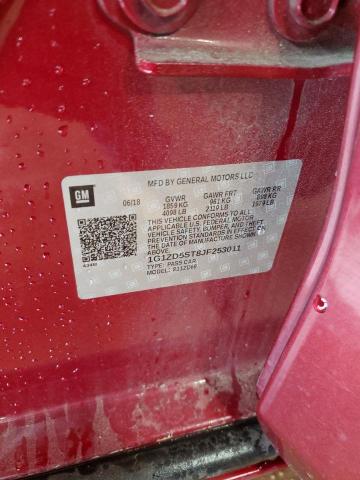 GM
MFD BY GENERAL MOTORS LLC
06/18 GVWR GAWR FRT GAWR RR
1859 KG 961 KG 898 KG
4098 LB 2119 LB 1979 LB
THIS VEHICLE CONFORMS TO ALL
APPLICABLE U.S. FEDERAL MOTOR
VEHICLE SAFETY, BUMPER, AND THEFT
PREVENTION STANDARDS IN EFFECT ON
THE DATE OF MANUFACTURE SHOWN
ABOVE.
1G1ZD5ST8JF253011
TYPE: PASS CAR